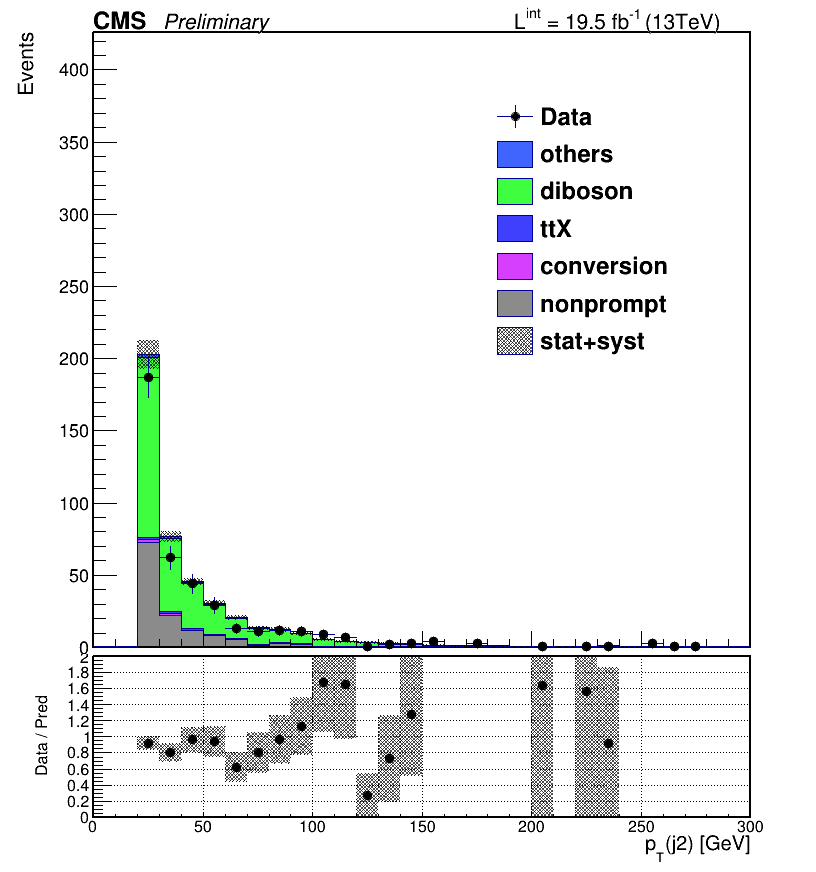 CMS Preliminary L^int = 19.5 fb^-1 (13TeV)
Events
400
350
300
250
200
150
100
50
0
Data
others
diboson
ttX
conversion
nonprompt
stat+syst
Data / Pred
2
1.8
1.6
1.4
1.2
1
0.8
0.6
0.4
0.2
0
0 50 100 150 200 250 300
p_T(j2) [GeV]